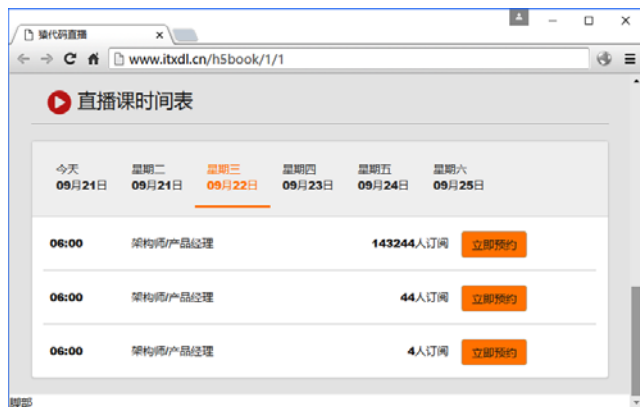 猿代码直播
www.itxdl.cn/h5book/1/1
直播课时间表
今天 星期二 星期三 星期四 星期五 星期六
09月21日 09月21日 09月22日 09月23日 09月24日 09月25日
06:00 架构师/产品经理 143244人订阅 立即预约
06:00 架构师/产品经理 44人订阅 立即预约
06:00 架构师/产品经理 4人订阅 立即预约
脚部